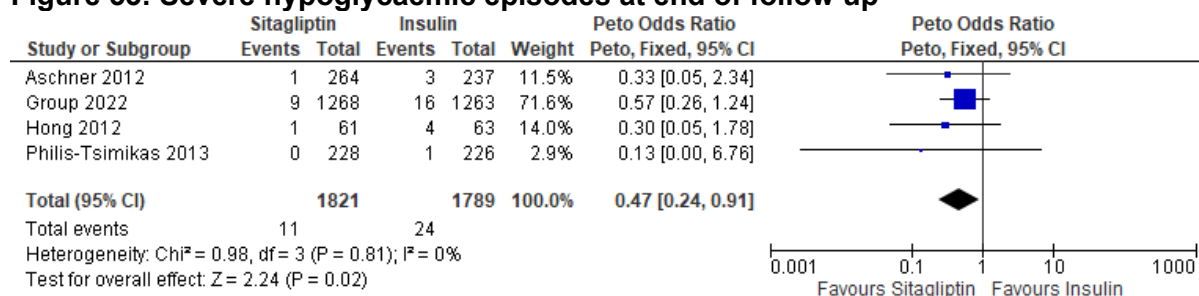 Figure 53: Severe hypoglycaemic episodes at end of follow-up
Sitagliptin Insulin Peto Odds Ratio Peto Odds Ratio
Study or Subgroup Events Total Events Total Weight Peto, Fixed, 95% CI Peto, Fixed, 95% CI
Aschner 2012 1 264 3 237 11.5% 0.33 [0.05, 2.34]
Group 2022 9 1268 16 1263 71.6% 0.57 [0.26, 1.24]
Hong 2012 1 61 4 63 14.0% 0.30 [0.05, 1.78]
Philis-Tsimikas 2013 0 228 1 226 2.9% 0.13 [0.00, 6.76]
Total (95% CI) 1821 1789 100.0% 0.47 [0.24, 0.91]
Total events 11 24
Heterogeneity: Chi² = 0.98, df = 3 (P = 0.81); I² = 0%
Test for overall effect: Z = 2.24 (P = 0.02)
0.001 0.1 1 10 1000
Favours Sitagliptin Favours Insulin